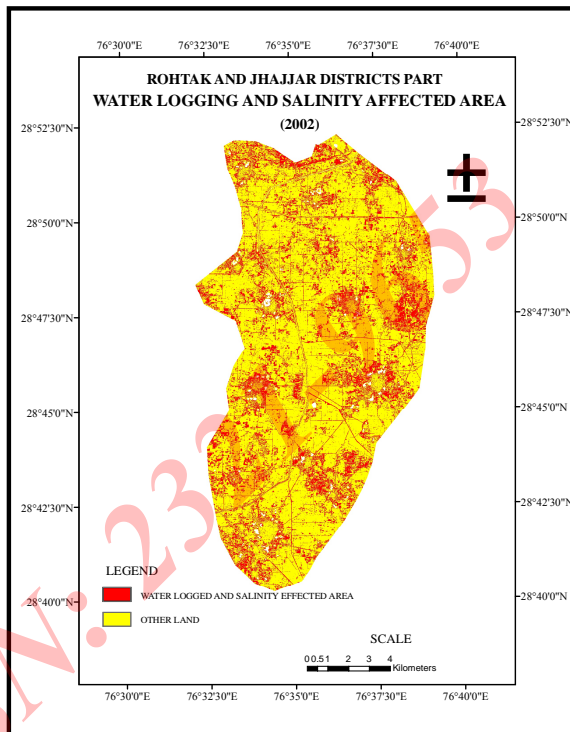 76°30'0"E 76°32'30"E 76°35'0"E 76°37'30"E 76°40'0"E
ROHTAK AND JHAJJAR DISTRICTS PART
WATER LOGGING AND SALINITY AFFECTED AREA
(2002)
28°52'30"N 28°52'30"N
28°50'0"N 28°50'0"N
28°47'30"N 28°47'30"N
28°45'0"N 28°45'0"N
28°42'30"N 28°42'30"N
LEGEND
28°40'0"N 28°40'0"N
WATER LOGGED AND SALINITY EFFECTED AREA
OTHER LAND
SCALE
0 0.5 1 2 3 4
Kilometers
76°30'0"E 76°32'30"E 76°35'0"E 76°37'30"E 76°40'0"E